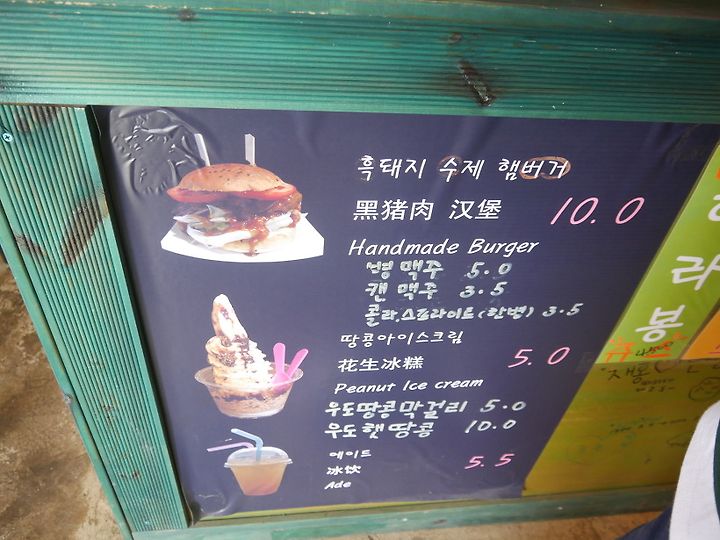 흑돼지 수제 햄버거
黑猪肉 汉堡 10.0
Handmade Burger
병맥주 5.0
캔맥주 3.5
콜라,스프라이트(한병) 3.5
땅콩아이스크림
花生冰糕 5.0
Peanut Ice cream
우도땅콩막걸리 5.0
우도햇땅콩 10.0
에이드
冰饮 5.5
Ade
라
봉